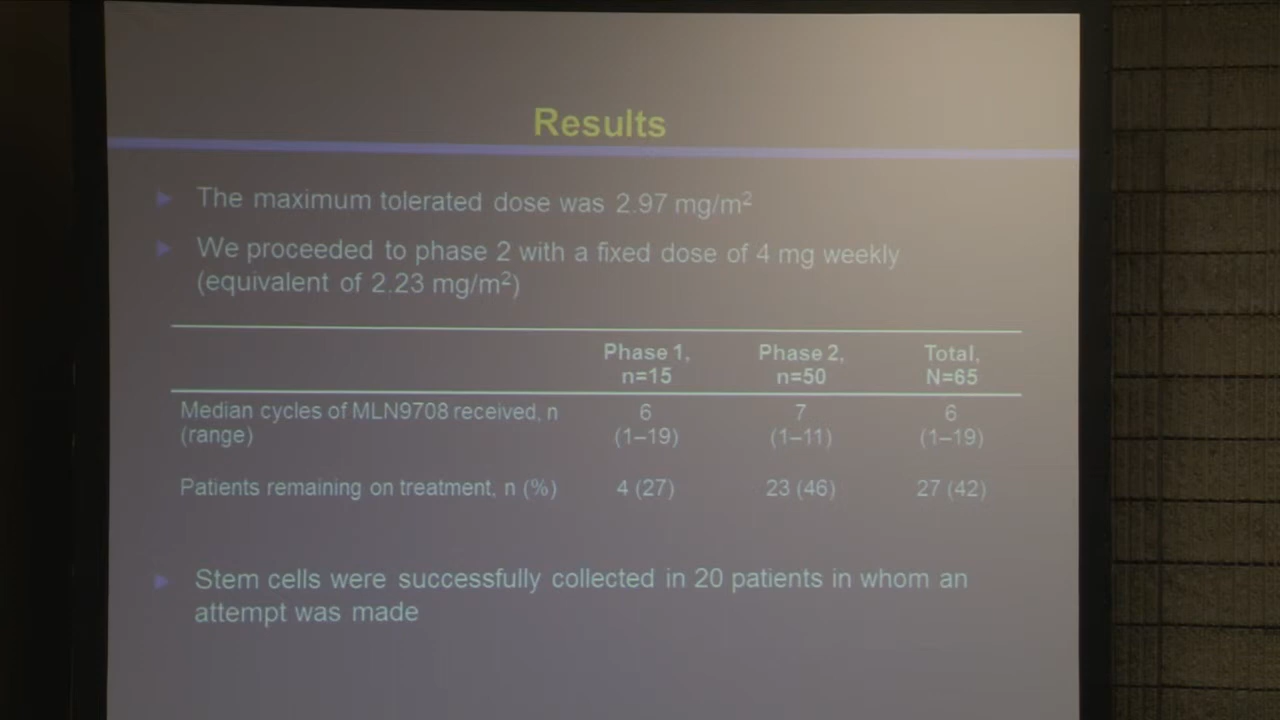 Results
The maximum tolerated dose was 2.97 mg/m²
We proceeded to phase 2 with a fixed dose of 4 mg weekly
(equivalent of 2.23 mg/m²)
Phase 1, Phase 2, Total,
n=15 n=50 N=65
Median cycles of MLN9708 received, n 6 7 6
(range) (1–19) (1–11) (1–19)
Patients remaining on treatment, n (%) 4 (27) 23 (46) 27 (42)
Stem cells were successfully collected in 20 patients in whom an
attempt was made